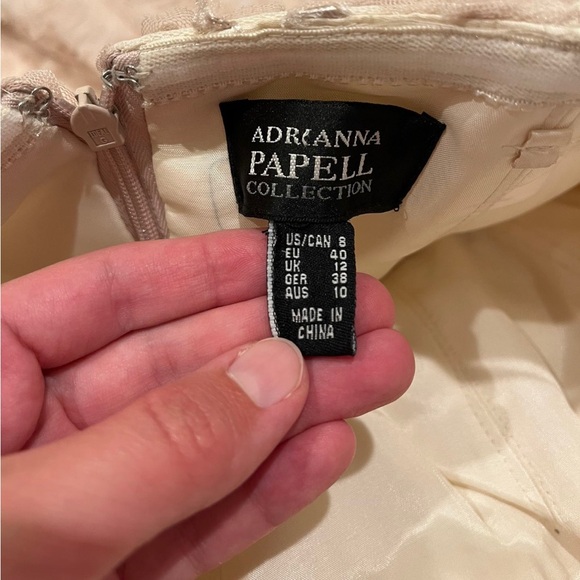 ADRIANNA
PAPELL
COLLECTION
US/CAN 8
EU 40
UK 12
GER 38
AUS 10
MADE IN
CHINA